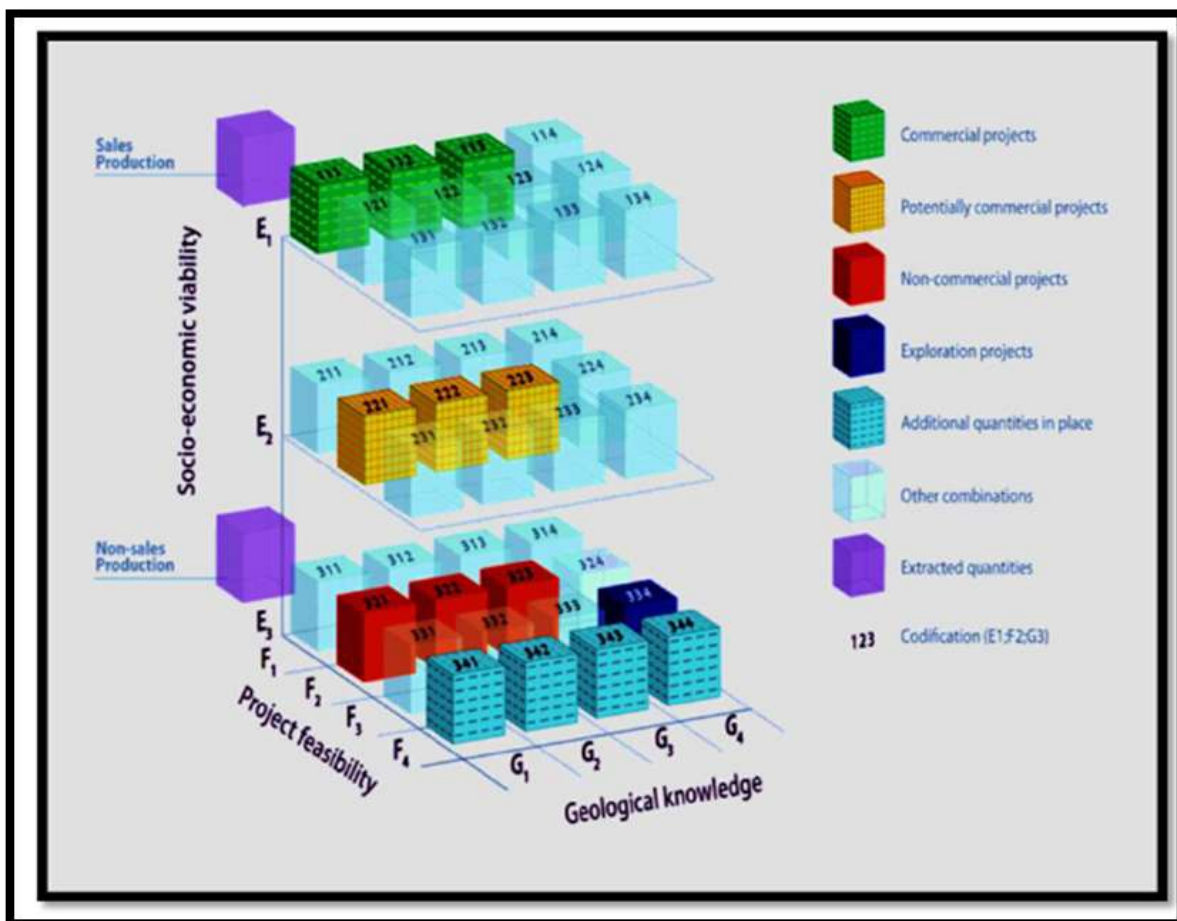 Sales
Production
Socio-economic viability
E1
111
112
113
114
121
122
123
124
131
132
133
134
E2
211
212
213
214
221
222
223
224
231
232
233
234
Non-sales
Production
E3
311
312
313
314
321
322
323
324
331
332
333
334
341
342
343
344
F1
F2
F3
F4
Project feasibility
G1
G2
G3
G4
Geological knowledge
Commercial projects
Potentially commercial projects
Non-commercial projects
Exploration projects
Additional quantities in place
Other combinations
Extracted quantities
123 Codification (E1;F2;G3)